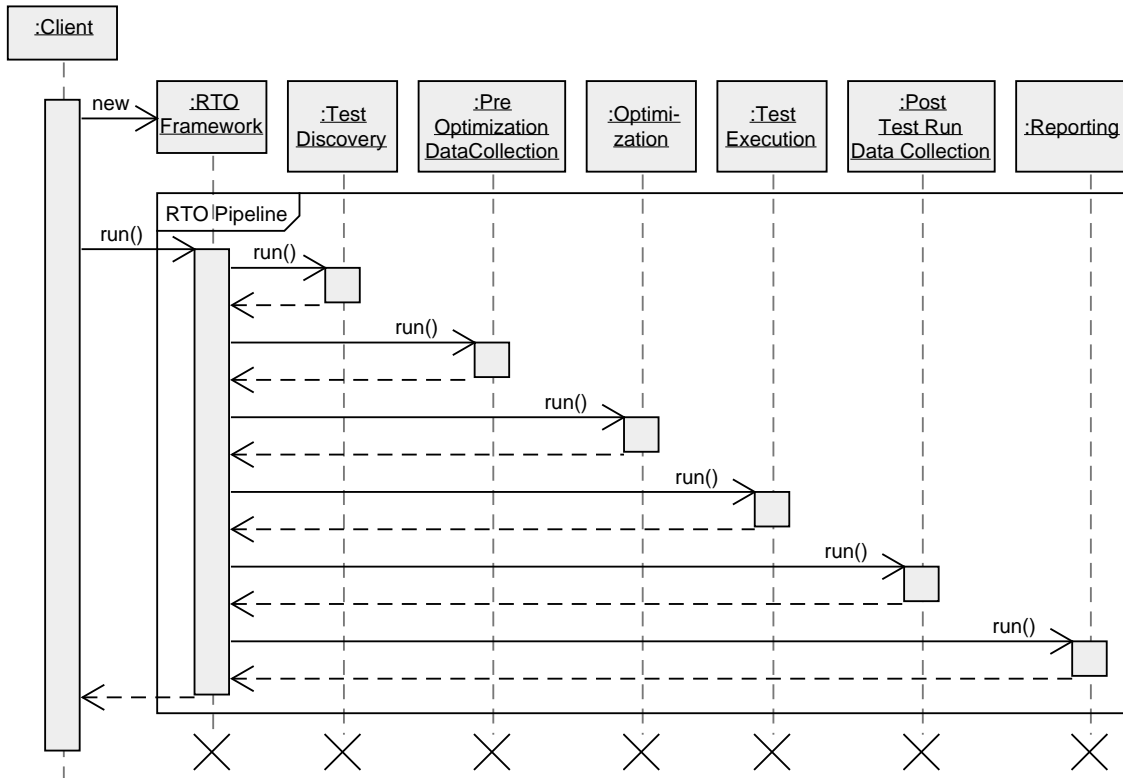 :Client
new
:RTO
Framework
:Test
Discovery
:Pre
Optimization
DataCollection
:Optimi-
zation
:Test
Execution
:Post
Test Run
Data Collection
:Reporting
RTO Pipeline
run()
run()
run()
run()
run()
run()
run()